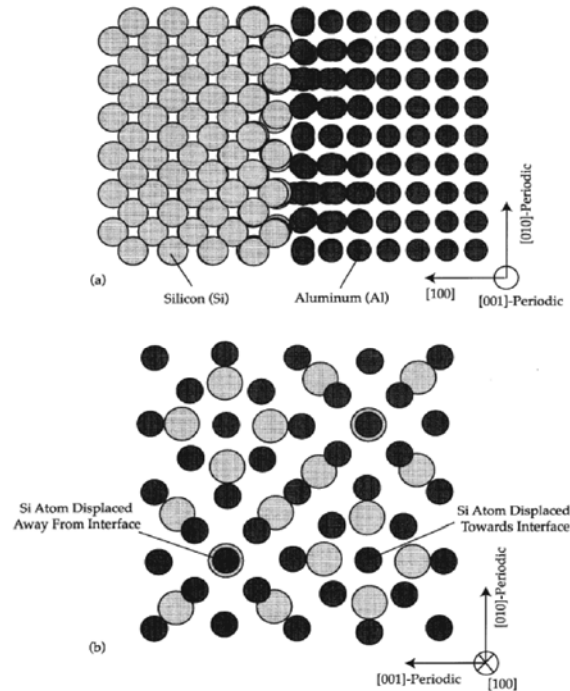 [010]-Periodic
(a)
Silicon (Si)
Aluminum (Al)
[100]
[001]-Periodic
Si Atom Displaced
Away From Interface
Si Atom Displaced
Towards Interface
[010]-Periodic
(b)
[001]-Periodic
[100]